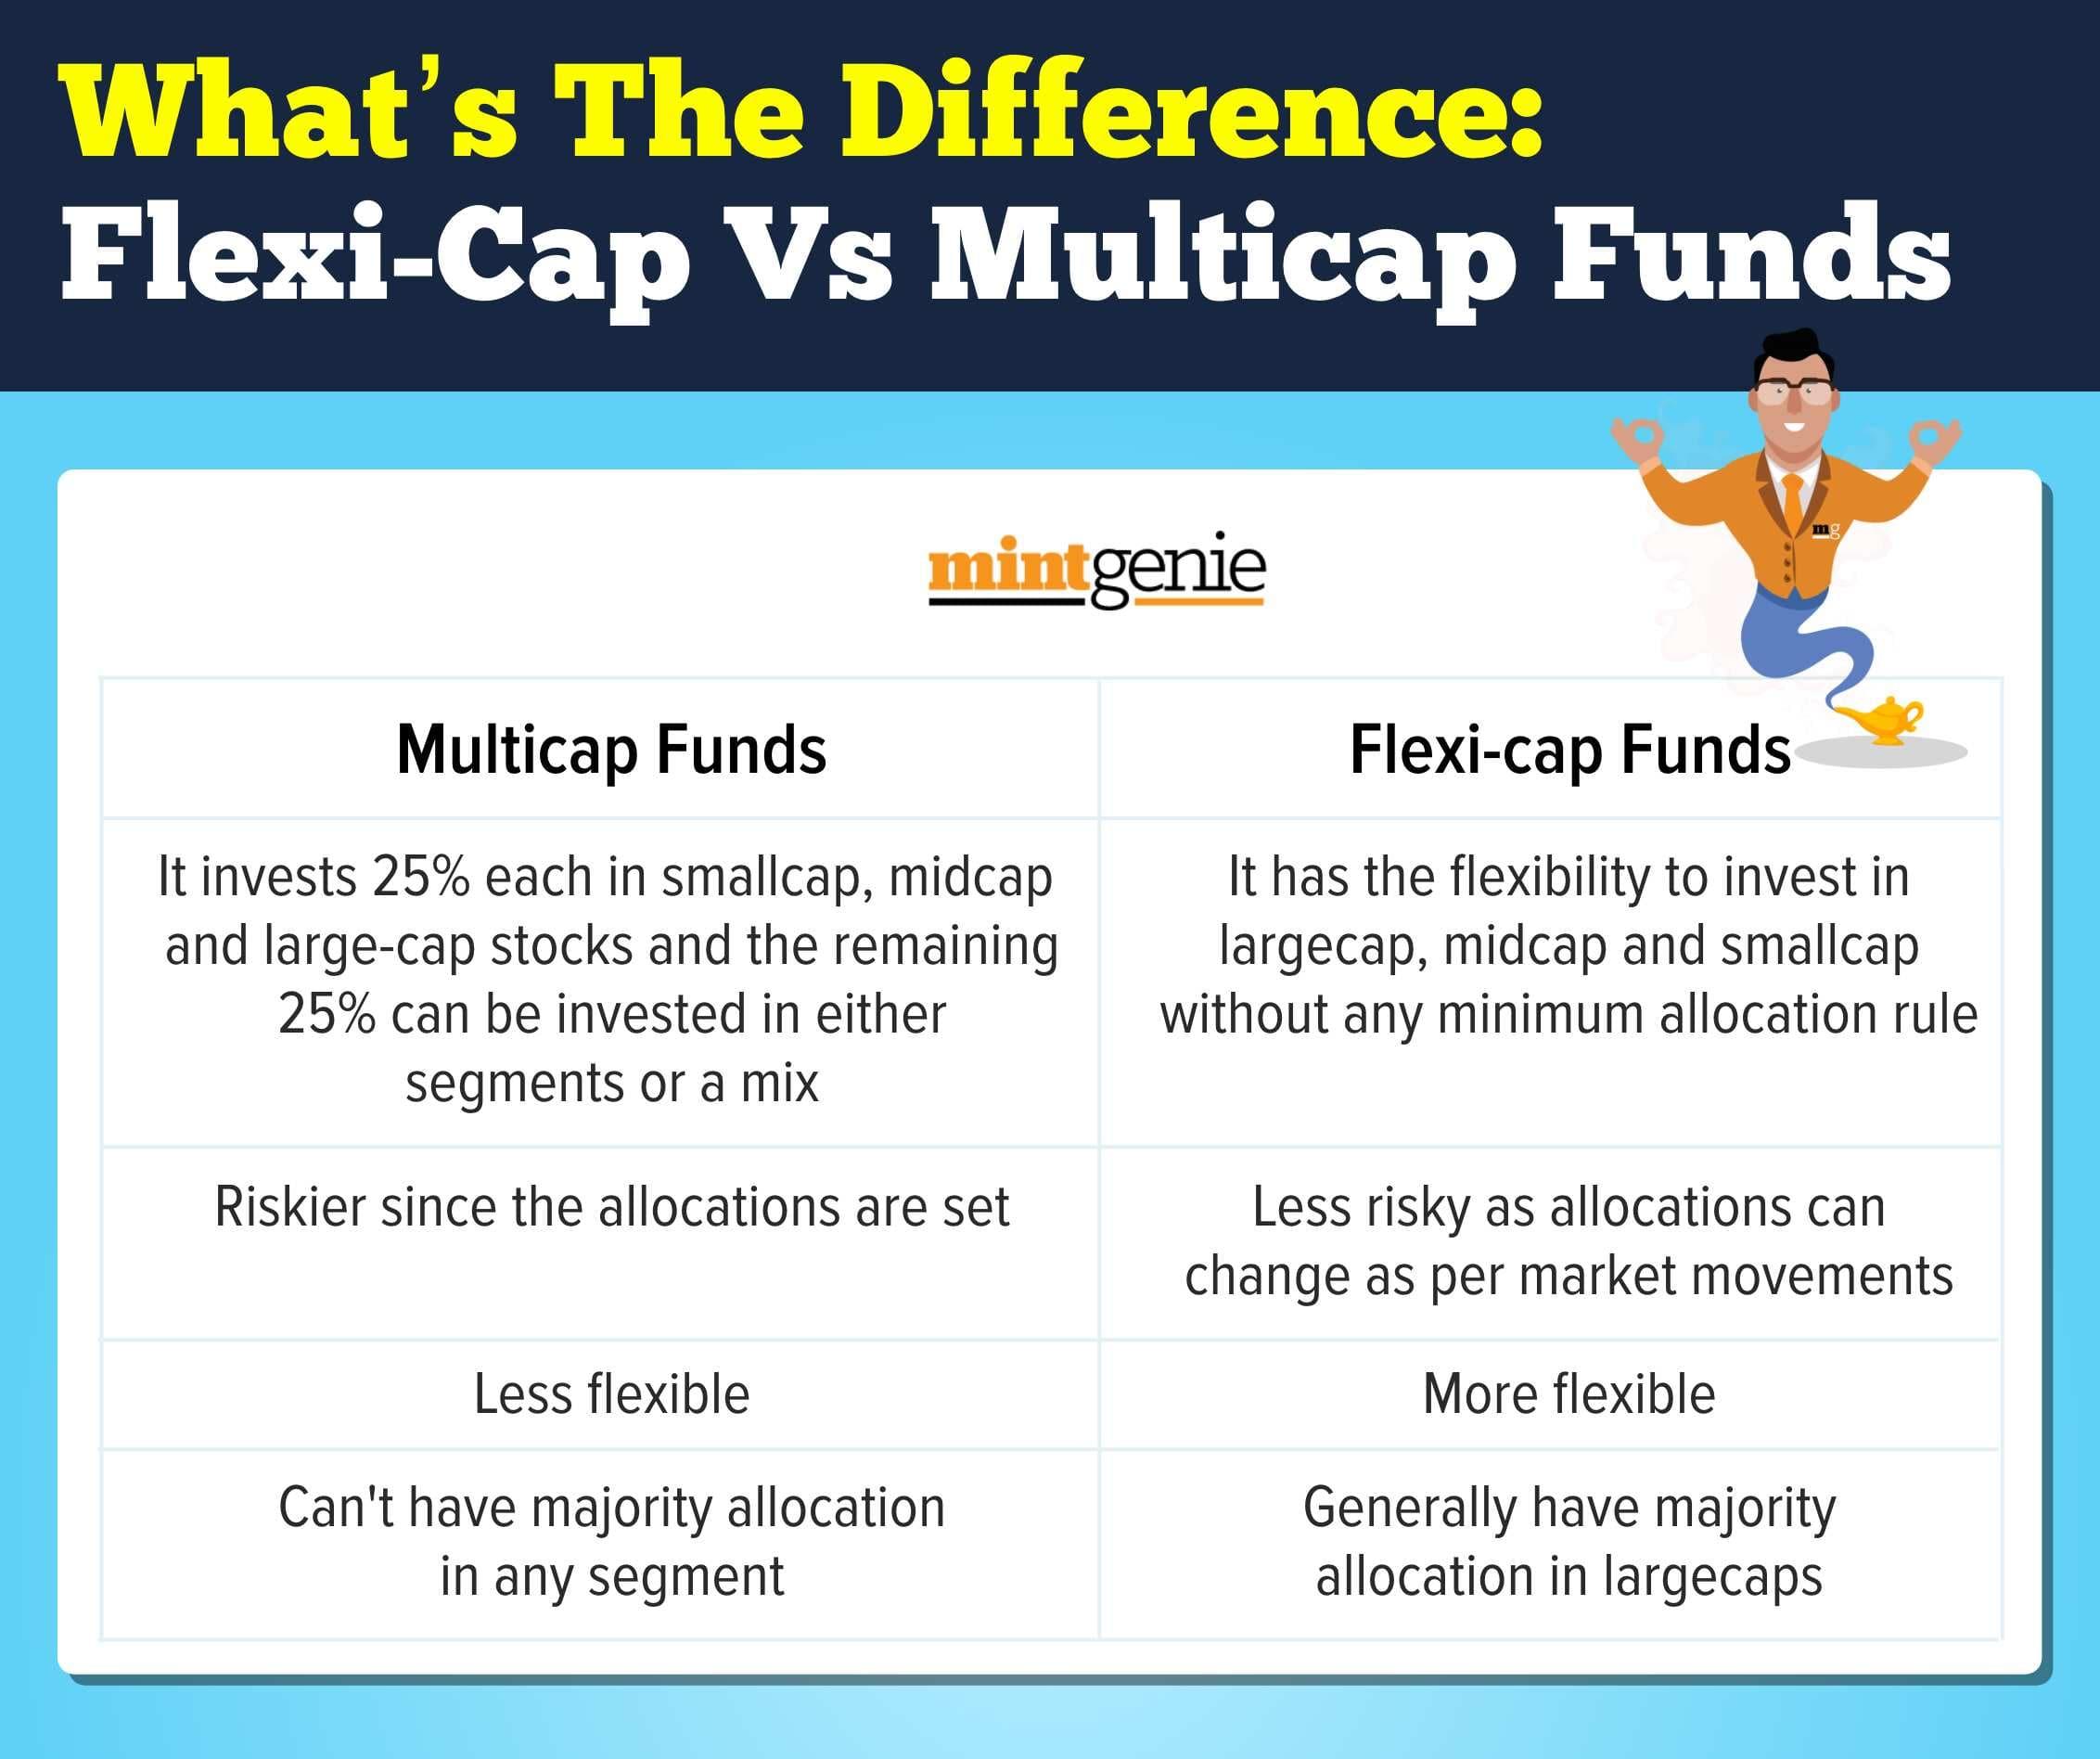 What's The Difference:
Flexi-Cap Vs Multicap Funds
mg
mintgenie
Multicap Funds
Flexi-cap Funds
It invests 25% each in smallcap, midcap
and large-cap stocks and the remaining
25% can be invested in either
segments or a mix
It has the flexibility to invest in
largecap, midcap and smallcap
without any minimum allocation rule
Riskier since the allocations are set
Less risky as allocations can
change as per market movements
Less flexible
More flexible
Can't have majority allocation
in any segment
Generally have majority
allocation in largecaps